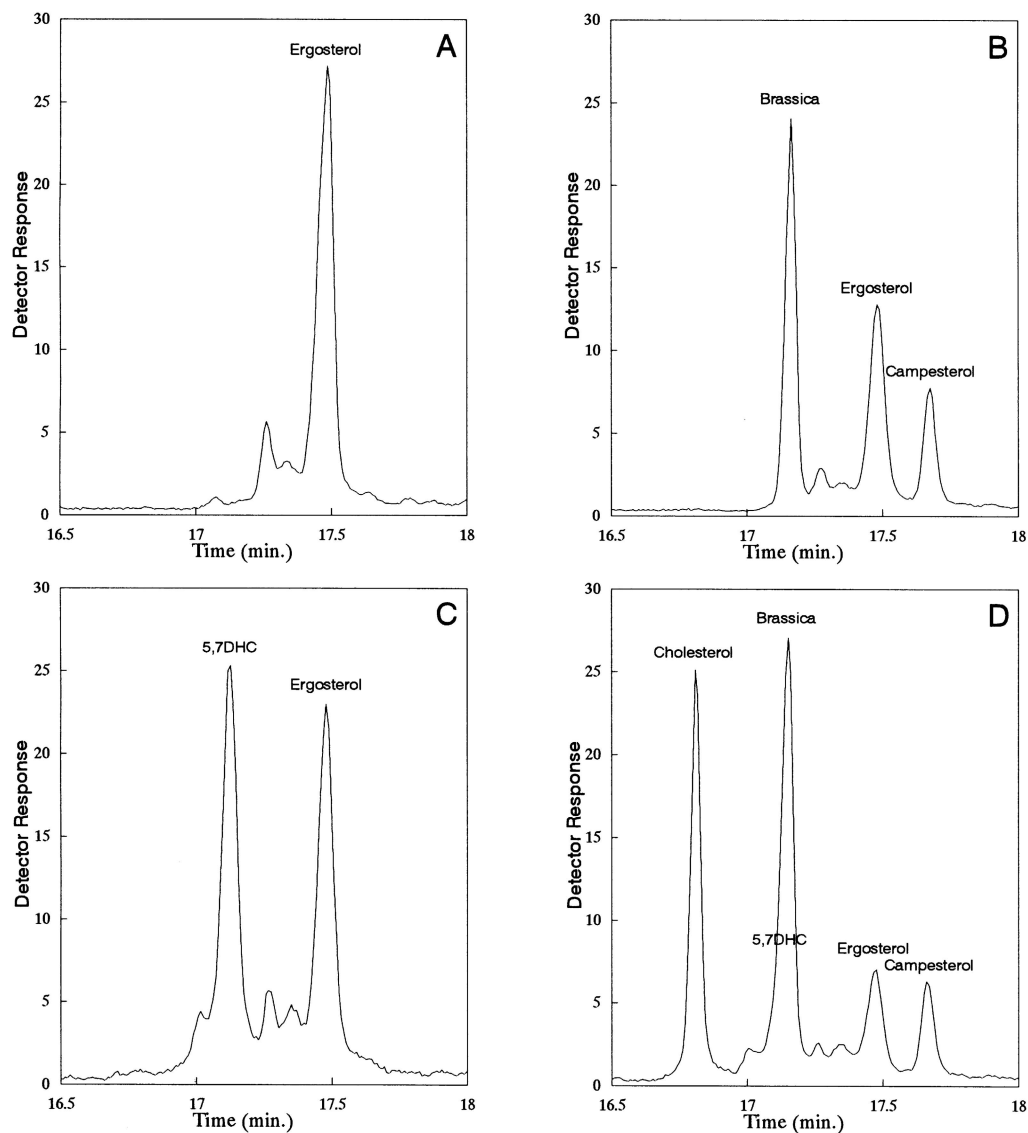 A
Ergosterol
30
25
20
15
10
5
0
Detector Response
16.5 17 17.5 18
Time (min.)
B
Brassica
Ergosterol
Campesterol
30
25
20
15
10
5
0
Detector Response
16.5 17 17.5 18
Time (min.)
C
5,7DHC
Ergosterol
30
25
20
15
10
5
0
Detector Response
16.5 17 17.5 18
Time (min.)
D
Brassica
Cholesterol
5,7DHC
Ergosterol
Campesterol
30
25
20
15
10
5
0
Detector Response
16.5 17 17.5 18
Time (min.)